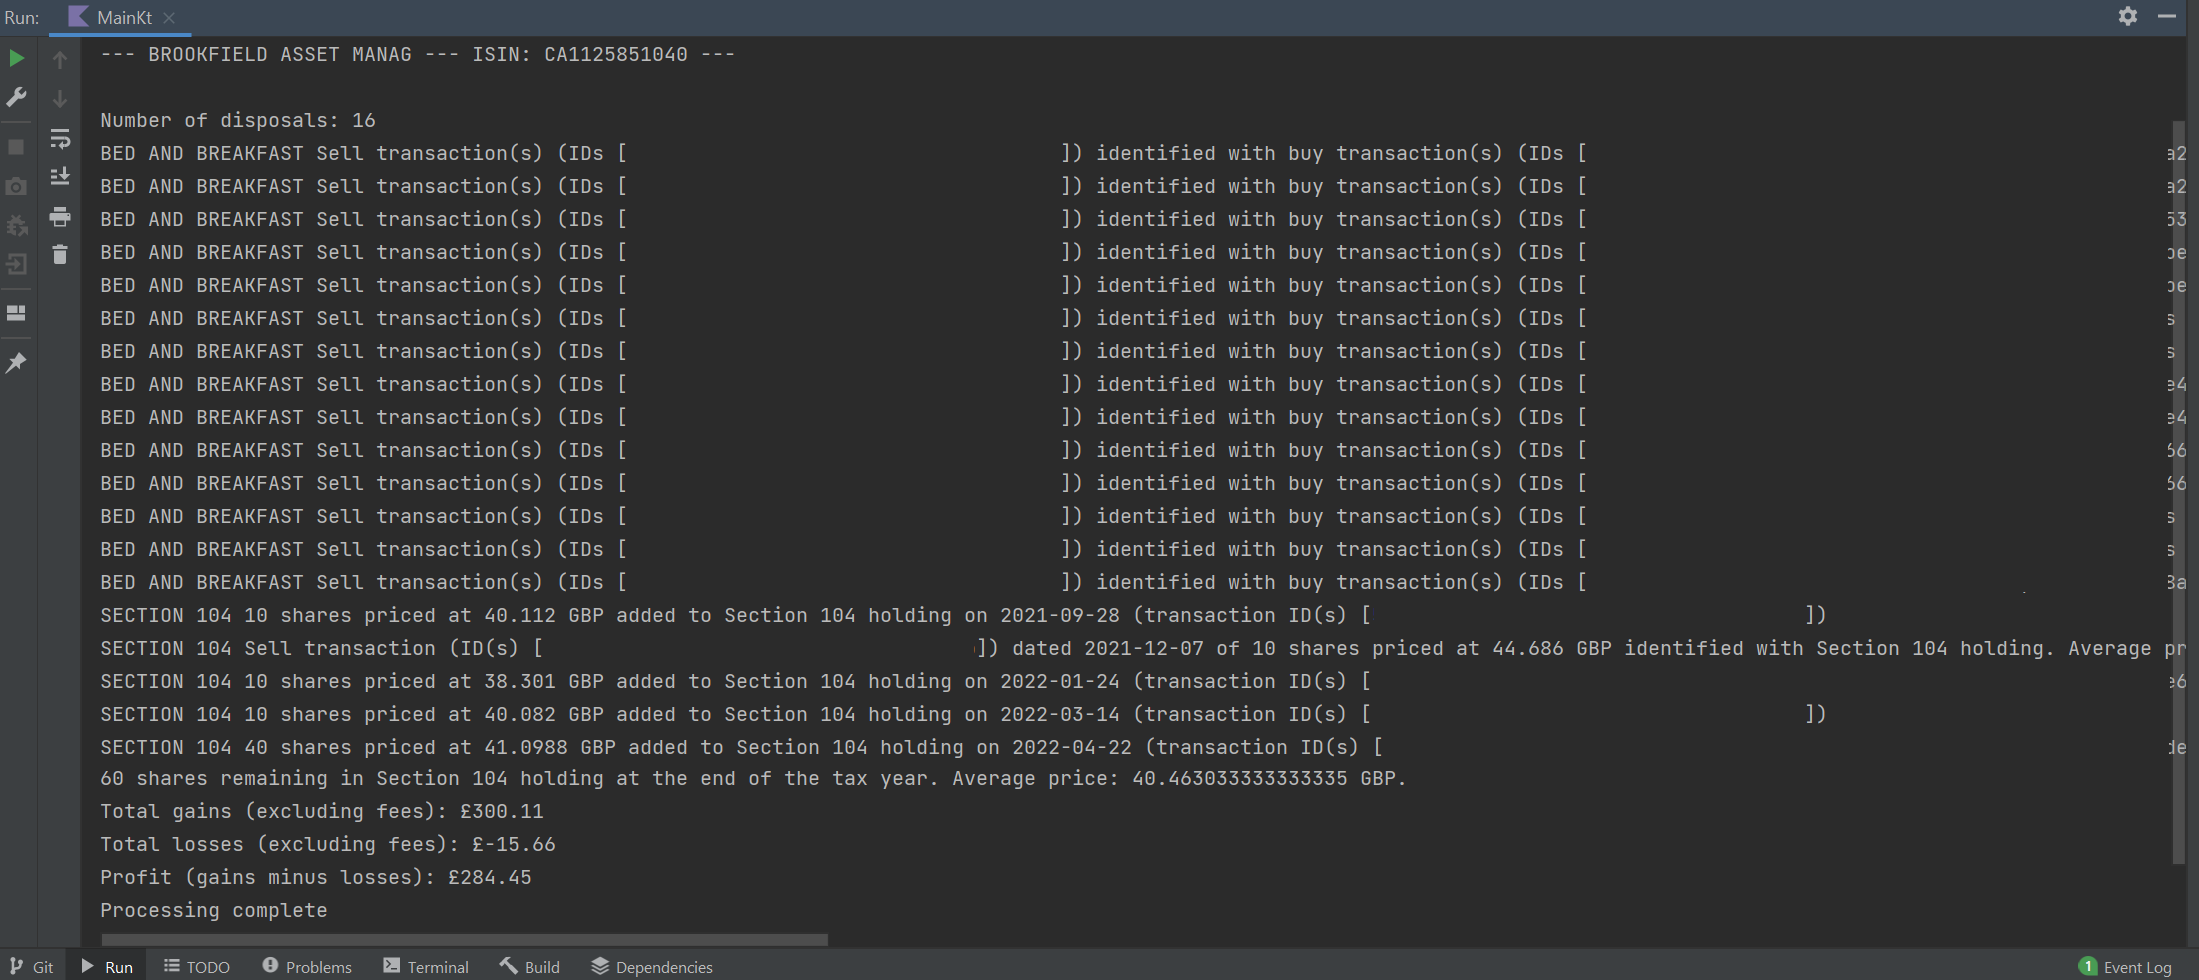 Run: MainKt
--- BROOKFIELD ASSET MANAG --- ISIN: CA1125851040 ---
Number of disposals: 16
BED AND BREAKFAST Sell transaction(s) (IDs [ ]) identified with buy transaction(s) (IDs [ a2
BED AND BREAKFAST Sell transaction(s) (IDs [ ]) identified with buy transaction(s) (IDs [ a2
BED AND BREAKFAST Sell transaction(s) (IDs [ ]) identified with buy transaction(s) (IDs [ 53
BED AND BREAKFAST Sell transaction(s) (IDs [ ]) identified with buy transaction(s) (IDs [
BED AND BREAKFAST Sell transaction(s) (IDs [ ]) identified with buy transaction(s) (IDs [
BED AND BREAKFAST Sell transaction(s) (IDs [ ]) identified with buy transaction(s) (IDs [ s
BED AND BREAKFAST Sell transaction(s) (IDs [ ]) identified with buy transaction(s) (IDs [ s
BED AND BREAKFAST Sell transaction(s) (IDs [ ]) identified with buy transaction(s) (IDs [ e4
BED AND BREAKFAST Sell transaction(s) (IDs [ ]) identified with buy transaction(s) (IDs [ e4
BED AND BREAKFAST Sell transaction(s) (IDs [ ]) identified with buy transaction(s) (IDs [ 66
BED AND BREAKFAST Sell transaction(s) (IDs [ ]) identified with buy transaction(s) (IDs [ 66
BED AND BREAKFAST Sell transaction(s) (IDs [ ]) identified with buy transaction(s) (IDs [ s
BED AND BREAKFAST Sell transaction(s) (IDs [ ]) identified with buy transaction(s) (IDs [ s
BED AND BREAKFAST Sell transaction(s) (IDs [ ]) identified with buy transaction(s) (IDs [
SECTION 104 10 shares priced at 40.112 GBP added to Section 104 holding on 2021-09-28 (transaction ID(s) [ ])
SECTION 104 Sell transaction (ID(s) [ ]) dated 2021-12-07 of 10 shares priced at 44.686 GBP identified with Section 104 holding. Average pr
SECTION 104 10 shares priced at 38.301 GBP added to Section 104 holding on 2022-01-24 (transaction ID(s) [ e6
SECTION 104 10 shares priced at 40.082 GBP added to Section 104 holding on 2022-03-14 (transaction ID(s) [ ])
SECTION 104 40 shares priced at 41.0988 GBP added to Section 104 holding on 2022-04-22 (transaction ID(s) [ de
60 shares remaining in Section 104 holding at the end of the tax year. Average price: 40.463033333333335 GBP.
Total gains (excluding fees): £300.11
Total losses (excluding fees): £-15.66
Profit (gains minus losses): £284.45
Processing complete
Git Run TODO Problems Terminal Build Dependencies 1 Event Log